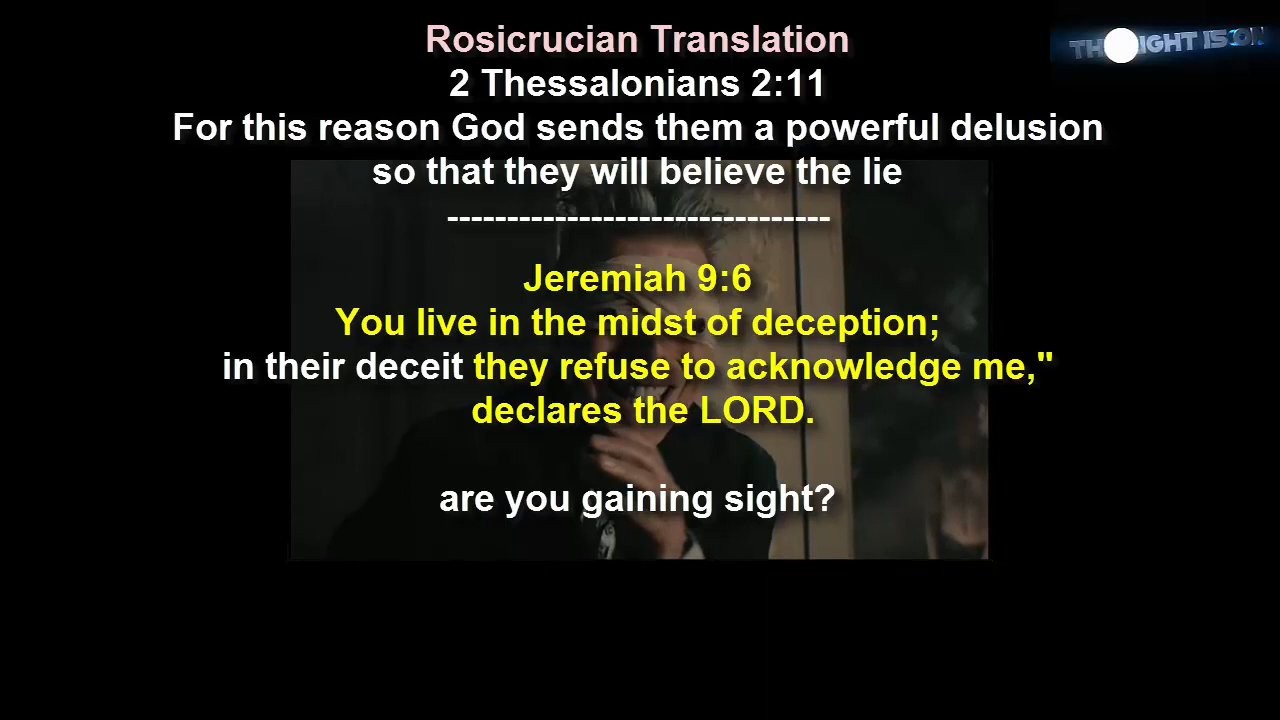 Rosicrucian Translation
2 Thessalonians 2:11
For this reason God sends them a powerful delusion
so that they will believe the lie
--------------------------------
Jeremiah 9:6
You live in the midst of deception;
in their deceit they refuse to acknowledge me,"
declares the LORD.
are you gaining sight?
IS ON